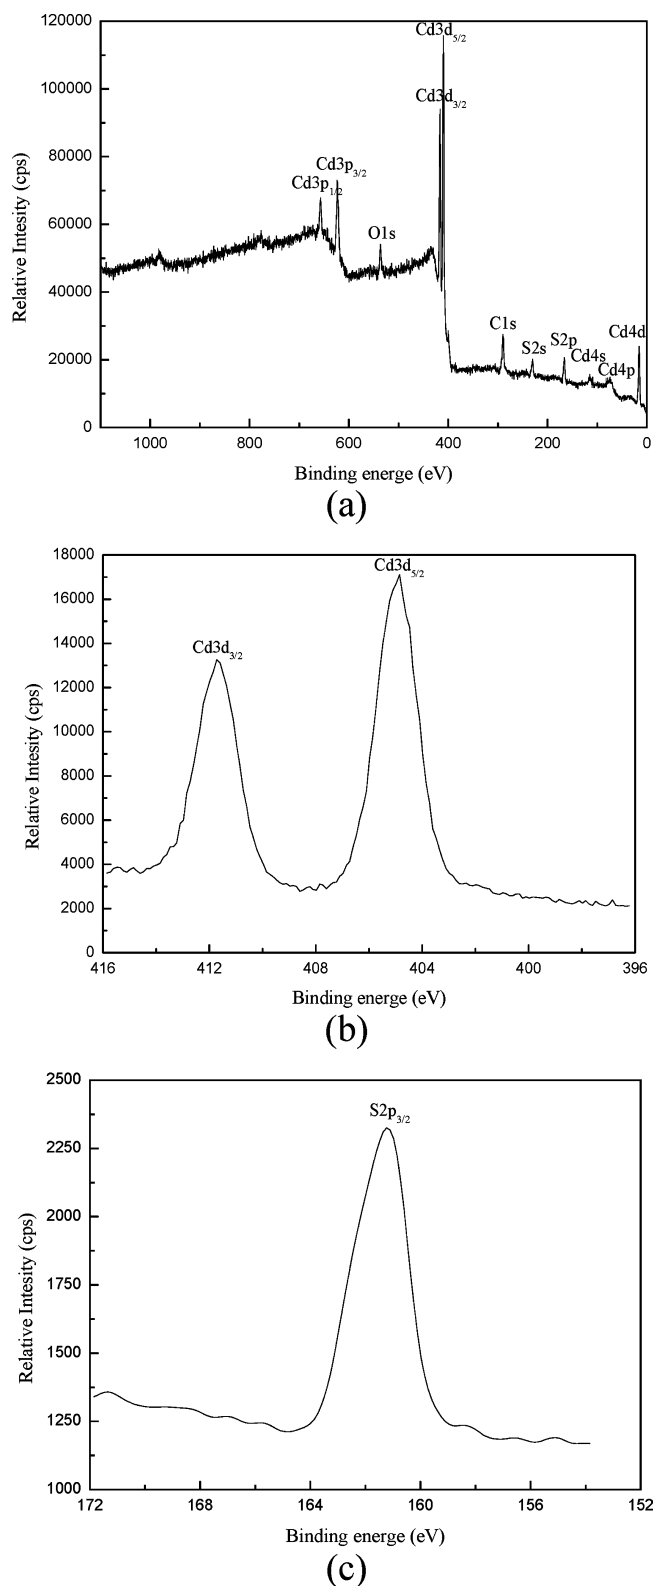 120000
100000
80000
60000
40000
20000
0
Relative Intesity (cps)
Cd3d5/2
Cd3d3/2
Cd3p3/2
Cd3p1/2
O1s
C1s
S2s
S2p
Cd4s
Cd4p
Cd4d
1000 800 600 400 200 0
Binding energe (eV)
(a)
18000
16000
14000
12000
10000
8000
6000
4000
2000
0
Relative Intesity (cps)
Cd3d5/2
Cd3d3/2
416 412 408 404 400 396
Binding energe (eV)
(b)
2500
2250
2000
1750
1500
1250
1000
Relative Intesity (cps)
S2p3/2
172 168 164 160 156 152
Binding energe (eV)
(c)